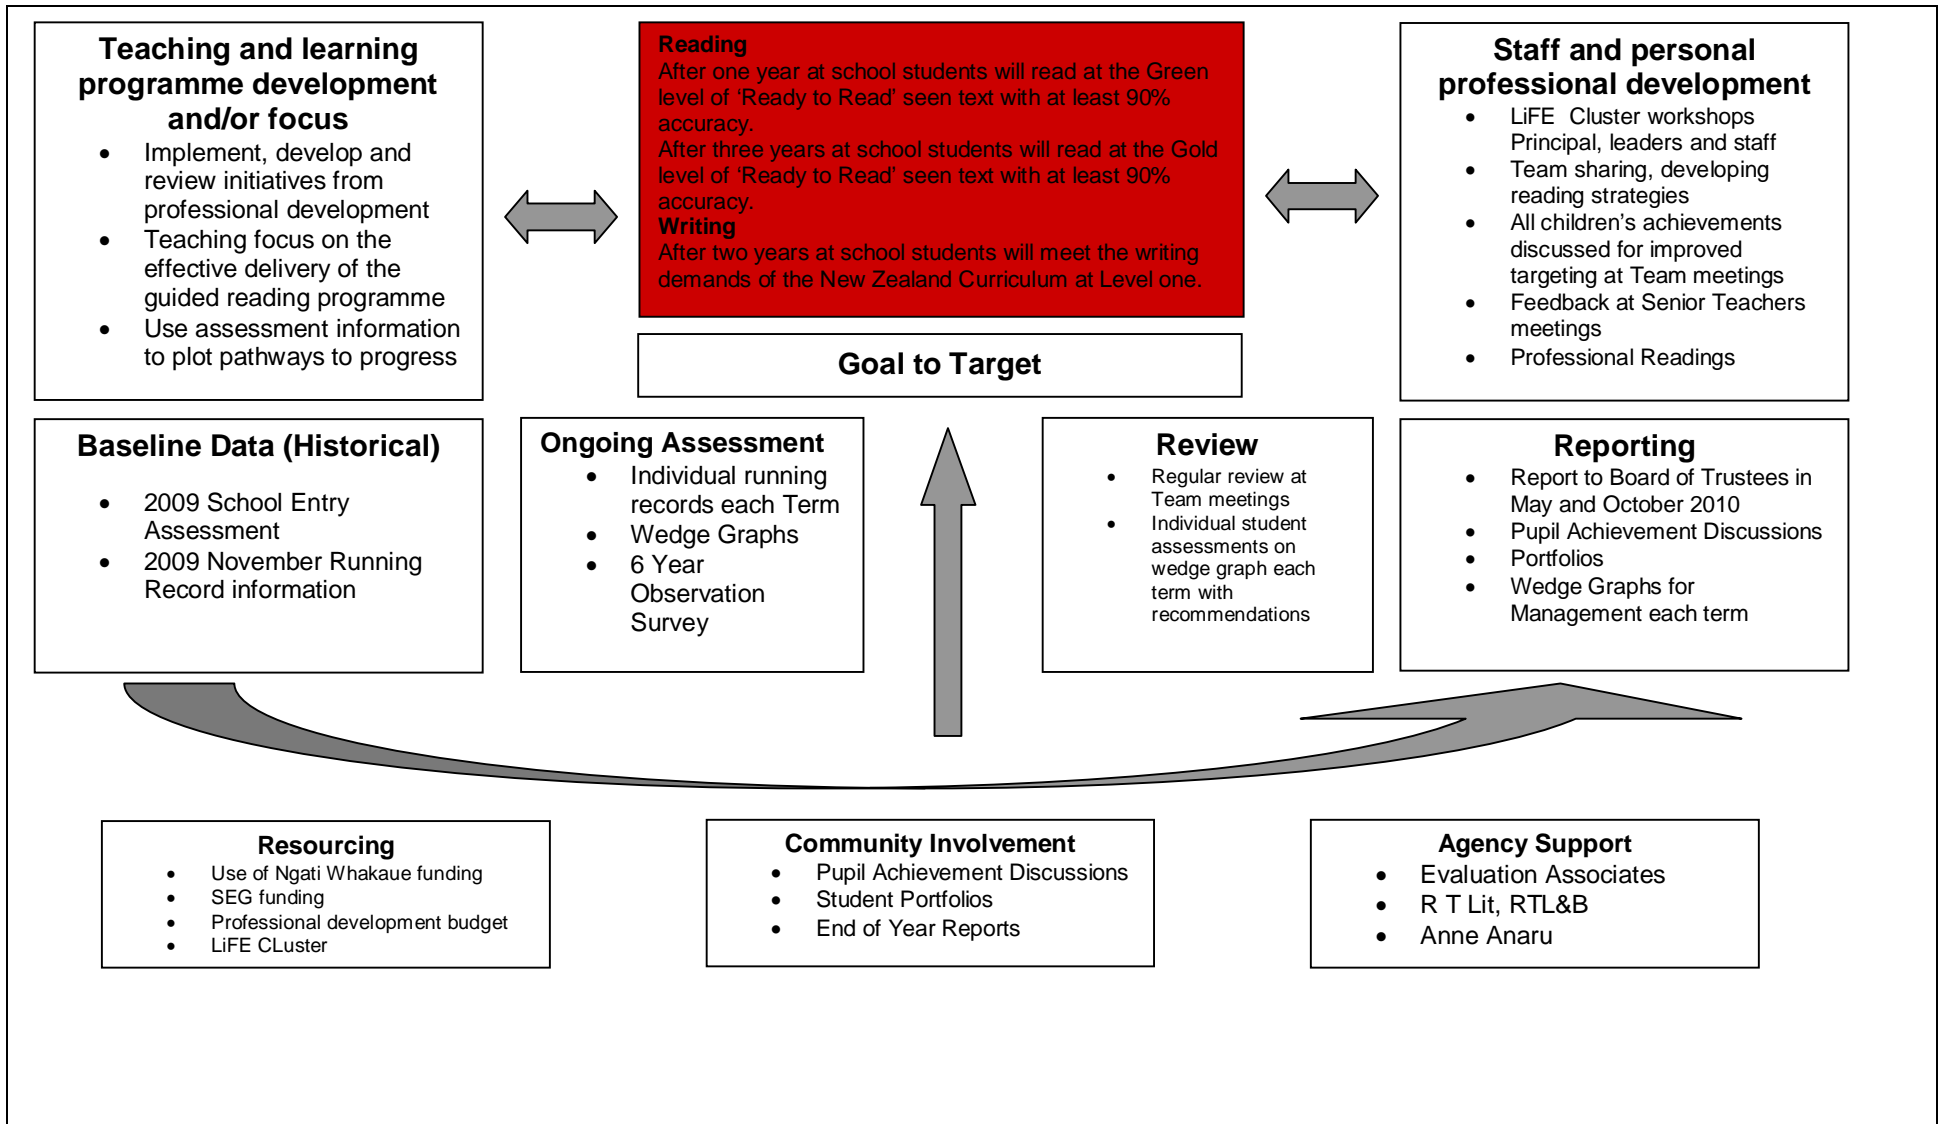 Teaching and learning
programme development
and/or focus
• Implement, develop and
review initiatives from
professional development
• Teaching focus on the
effective delivery of the
guided reading programme
• Use assessment information
to plot pathways to progress
Reading
After one year at school students will read at the Green
level of ‘Ready to Read’ seen text with at least 90%
accuracy.
After three years at school students will read at the Gold
level of ‘Ready to Read’ seen text with at least 90%
accuracy.
Writing
After two years at school students will meet the writing
demands of the New Zealand Curriculum at Level one.
Goal to Target
Staff and personal
professional development
• LiFE Cluster workshops
Principal, leaders and staff
• Team sharing, developing
reading strategies
• All children’s achievements
discussed for improved
targeting at Team meetings
• Feedback at Senior Teachers
meetings
• Professional Readings
Baseline Data (Historical)
• 2009 School Entry
Assessment
• 2009 November Running
Record information
Ongoing Assessment
• Individual running
records each Term
• Wedge Graphs
• 6 Year
Observation
Survey
Review
• Regular review at
Team meetings
• Individual student
assessments on
wedge graph each
term with
recommendations
Reporting
• Report to Board of Trustees in
May and October 2010
• Pupil Achievement Discussions
• Portfolios
• Wedge Graphs for
Management each term
Resourcing
• Use of Ngati Whakaue funding
• SEG funding
• Professional development budget
• LiFE CLuster
Community Involvement
• Pupil Achievement Discussions
• Student Portfolios
• End of Year Reports
Agency Support
• Evaluation Associates
• R T Lit, RTL&B
• Anne Anaru